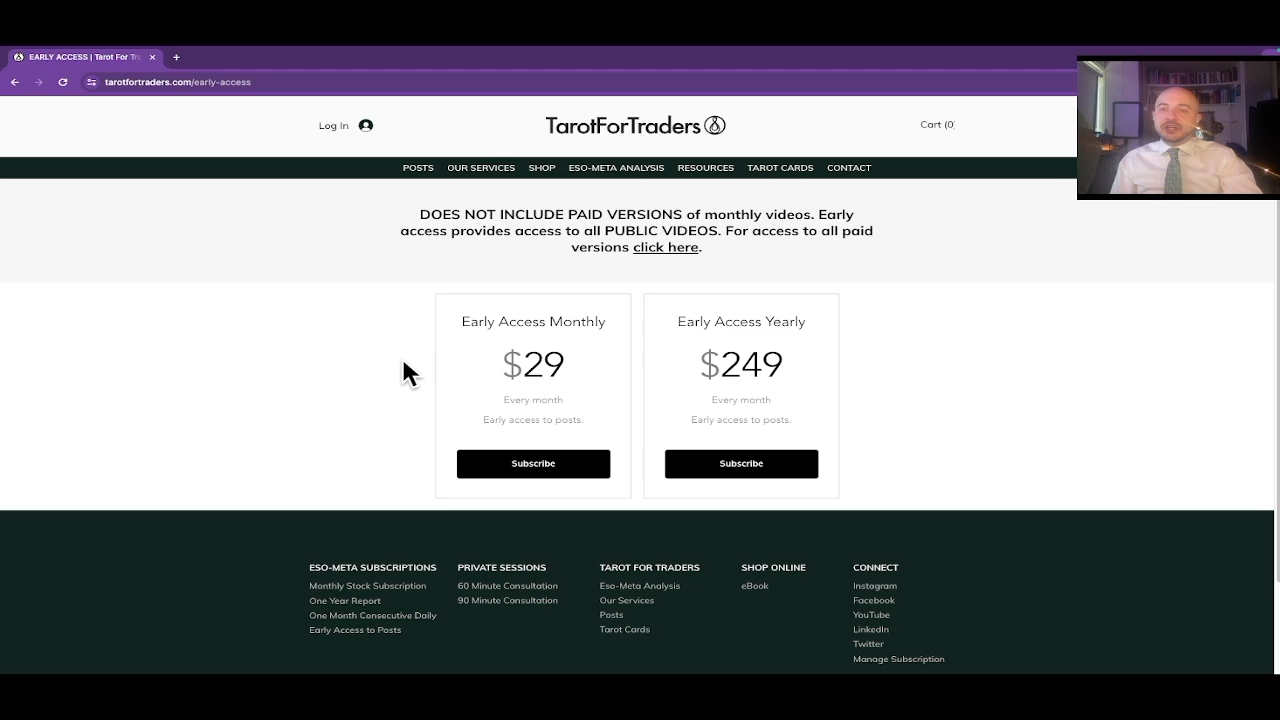 EARLY ACCESS | Tarot For Tr
tarotfortraders.com/early-access
Log In
TarotForTraders
Cart (0)
POSTS OUR SERVICES SHOP ESO-META ANALYSIS RESOURCES TAROT CARDS CONTACT
DOES NOT INCLUDE PAID VERSIONS of monthly videos. Early
access provides access to all PUBLIC VIDEOS. For access to all paid
versions click here.
Early Access Monthly
$29
Every month
Early access to posts.
Subscribe
Early Access Yearly
$249
Every month
Early access to posts.
Subscribe
ESO-META SUBSCRIPTIONS
Monthly Stock Subscription
One Year Report
One Month Consecutive Daily
Early Access to Posts
PRIVATE SESSIONS
60 Minute Consultation
90 Minute Consultation
TAROT FOR TRADERS
Eso-Meta Analysis
Our Services
Posts
Tarot Cards
SHOP ONLINE
eBook
CONNECT
Instagram
Facebook
YouTube
LinkedIn
Twitter
Manage Subscription